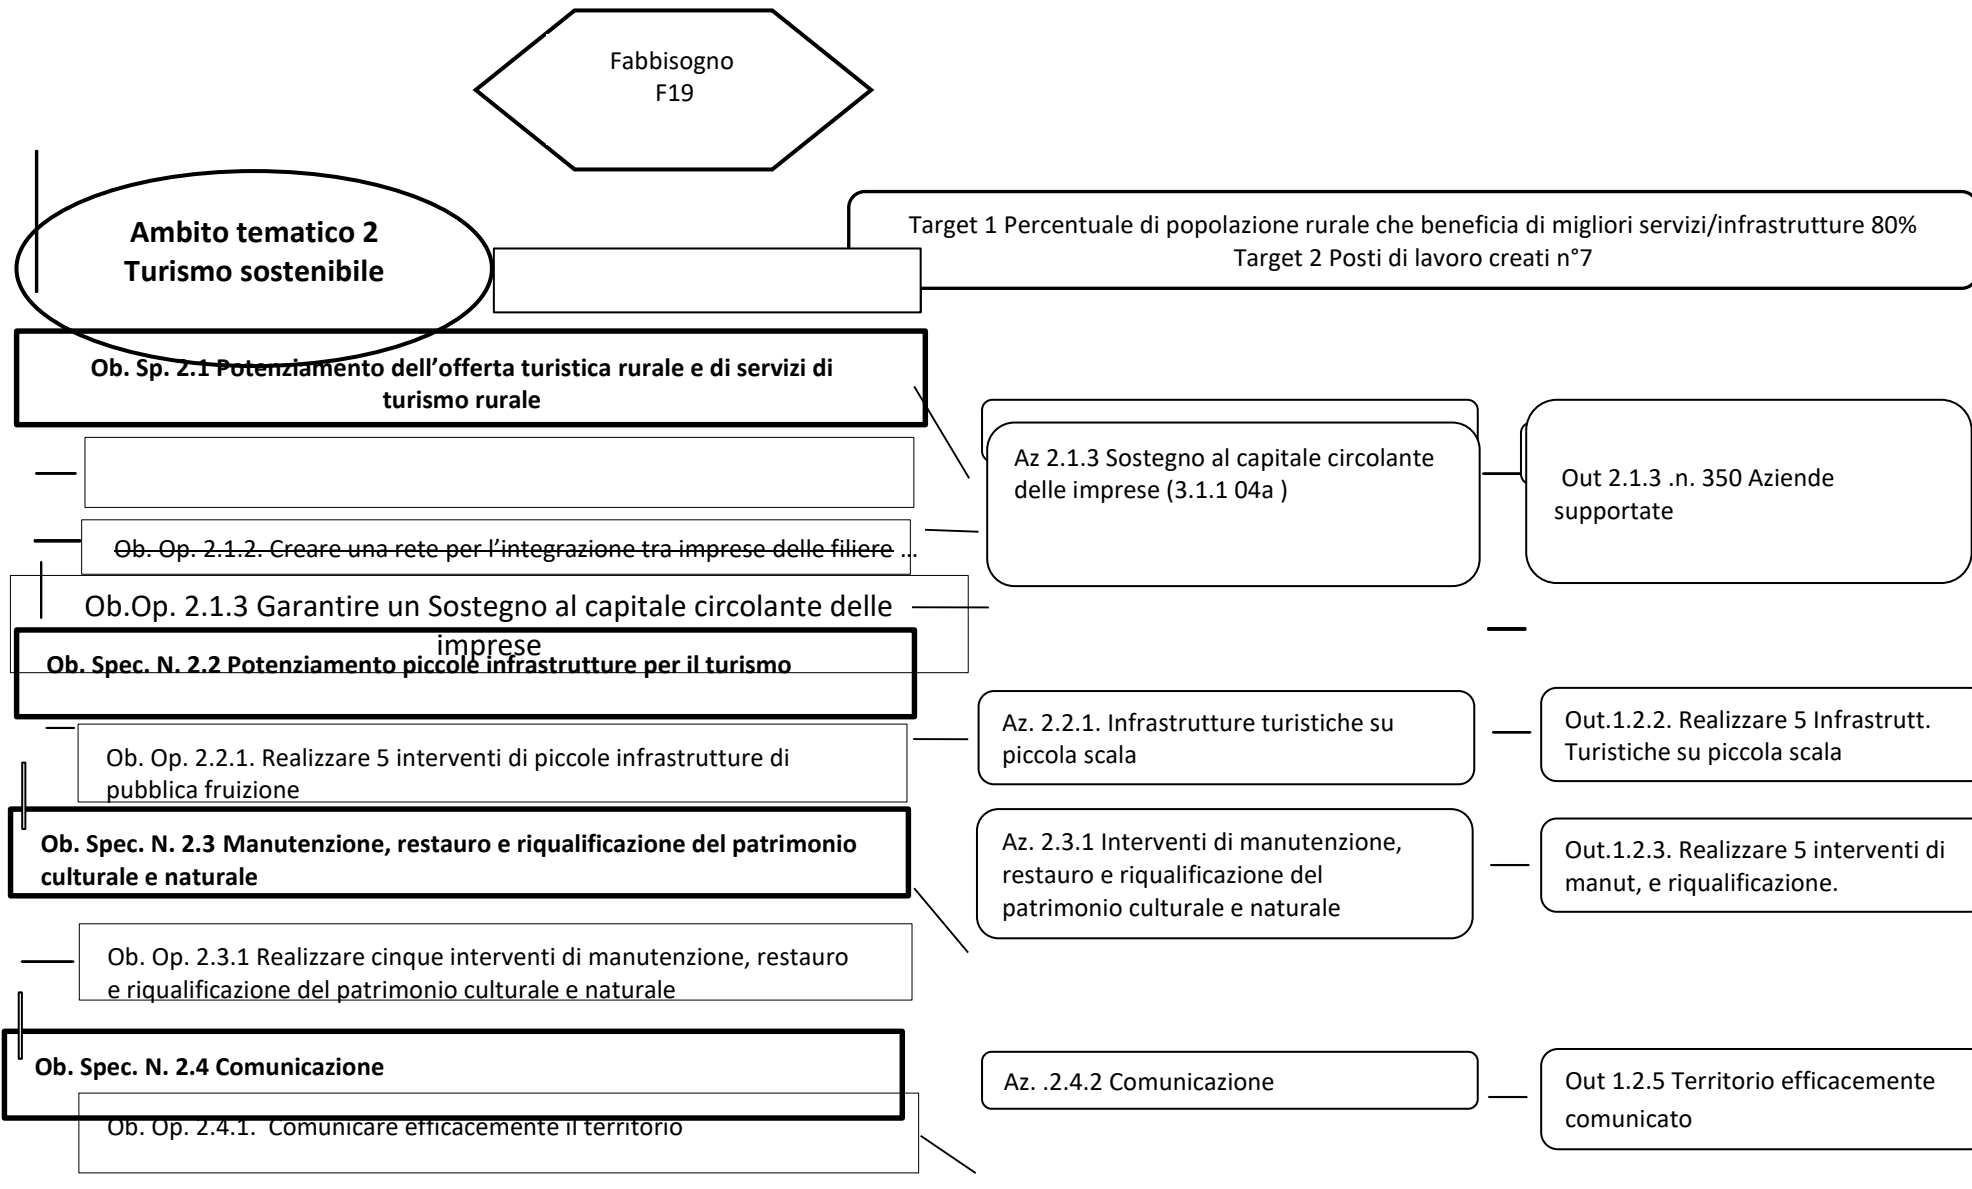 Fabbisogno
F19
Ambito tematico 2
Turismo sostenibile
Target 1 Percentuale di popolazione rurale che beneficia di migliori servizi/infrastrutture 80%
Target 2 Posti di lavoro creati n°7
Ob. Sp. 2.1 Potenziamento dell’offerta turistica rurale e di servizi di
turismo rurale
Az 2.1.3 Sostegno al capitale circolante
delle imprese (3.1.1 04a )
Out 2.1.3 .n. 350 Aziende
supportate
Ob. Op. 2.1.2. Creare una rete per l’integrazione tra imprese delle filiere ...
Ob.Op. 2.1.3 Garantire un Sostegno al capitale circolante delle
imprese
Ob. Spec. N. 2.2 Potenziamento piccole infrastrutture per il turismo
Az. 2.2.1. Infrastrutture turistiche su
piccola scala
Out.1.2.2. Realizzare 5 Infrastrutt.
Turistiche su piccola scala
Ob. Op. 2.2.1. Realizzare 5 interventi di piccole infrastrutture di
pubblica fruizione
Ob. Spec. N. 2.3 Manutenzione, restauro e riqualificazione del patrimonio
culturale e naturale
Az. 2.3.1 Interventi di manutenzione,
restauro e riqualificazione del
patrimonio culturale e naturale
Out.1.2.3. Realizzare 5 interventi di
manut, e riqualificazione.
Ob. Op. 2.3.1 Realizzare cinque interventi di manutenzione, restauro
e riqualificazione del patrimonio culturale e naturale
Ob. Spec. N. 2.4 Comunicazione
Az. .2.4.2 Comunicazione
Out 1.2.5 Territorio efficacemente
comunicato
Ob. Op. 2.4.1. Comunicare efficacemente il territorio